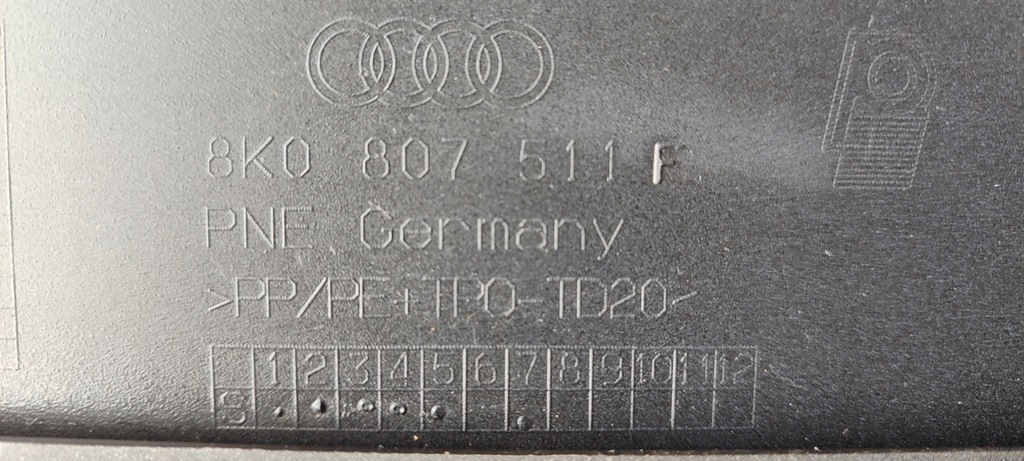 8K0 807 511 F
PNE Germany
>PP/PE+TPO-TD20<
1 2 3 4 5 6 7 8 9 10 11 12
S